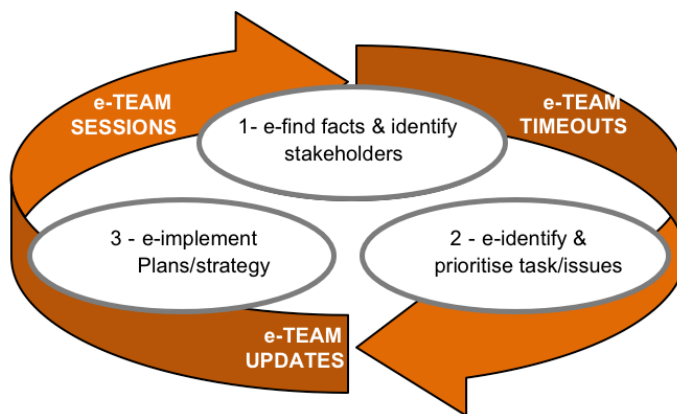 e-TEAM
SESSIONS
e-TEAM
TIMEOUTS
1- e-find facts & identify
stakeholders
3 - e-implement
Plans/strategy
2 - e-identify &
prioritise task/issues
e-TEAM
UPDATES